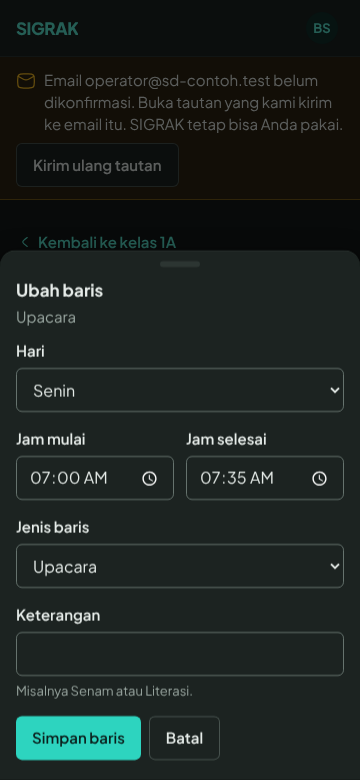 SIGRAK
BS
Email operator@sd-contoh.test belum
dikonfirmasi. Buka tautan yang kami kirim
ke email itu. SIGRAK tetap bisa Anda pakai.
Kirim ulang tautan
Kembali ke kelas 1A
Ubah baris
Upacara
Hari
Senin
Jam mulai
Jam selesai
07:00 AM
07:35 AM
Jenis baris
Upacara
Keterangan
Misalnya Senam atau Literasi.
Simpan baris
Batal